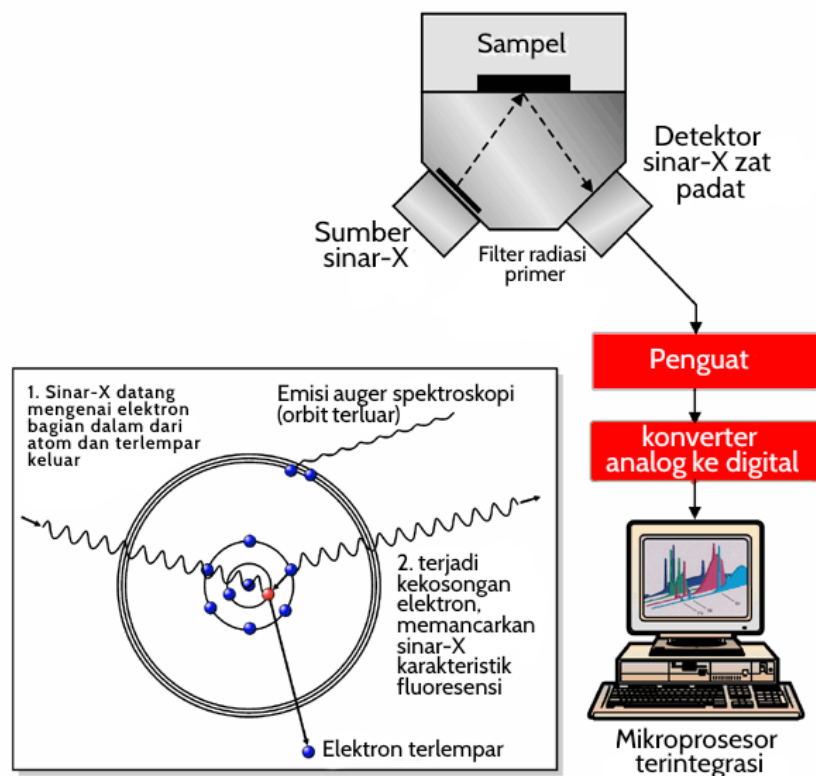 Sampel
Detektor
sinar-X zat
padat
Sumber
sinar-X
Filter radiasi
primer
Penguat
konverter
analog ke digital
Mikroprosesor
terintegrasi
1. Sinar-X datang
mengenai elektron
bagian dalam dari
atom dan terlempar
keluar
Emisi auger spektroskopi
(orbit terluar)
2. terjadi
kekosongan
elektron,
memancarkan
sinar-X
karakteristik
fluoresensi
Elektron terlempar